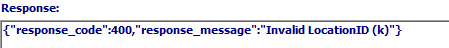 Response:
{"response_code":400,"response_message":"Invalid LocationID (k)"}